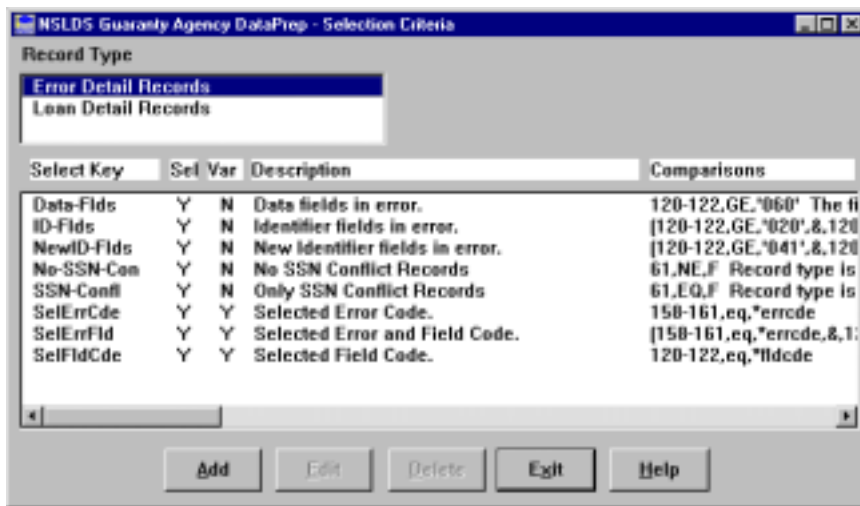 NSLDS Guaranty Agency DataPrep - Selection Criteria
Record Type
Error Detail Records
Loan Detail Records
Select Key Sel Var Description Comparisons
Data-Flds Y N Data fields in error. 120-122,GE,'060' The fi
ID-Flds Y N Identifier fields in error. (120-122,GE,'020',&,120
NewID-Flds Y N New Identifier fields in error. (120-122,GE,'041',&,120
No-SSN-Con Y N No SSN Conflict Records 61,NE,F Record type is
SSN-Confl Y N Only SSN Conflict Records 61,EQ,F Record type is
SelErrCde Y Y Selected Error Code. 158-161,eq,*errcde
SelErrFld Y Y Selected Error and Field Code. (158-161,eq,*errcde,&,1
SelFldCde Y Y Selected Field Code. 120-122,eq,*fldcde
Add Edit Delete Exit Help